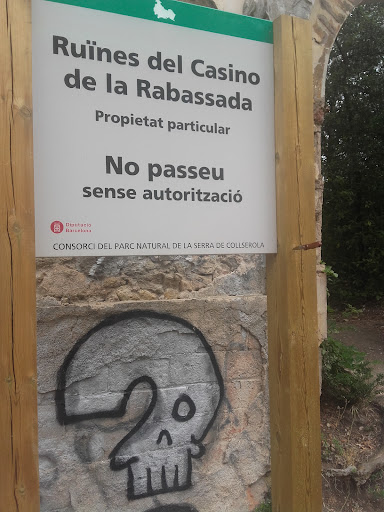 Ruïnes del Casino
de la Rabassada
Propietat particular
No passeu
sense autorització
Diputació
Barcelona
CONSORCI DEL PARC NATURAL DE LA SERRA DE COLLSEROLA